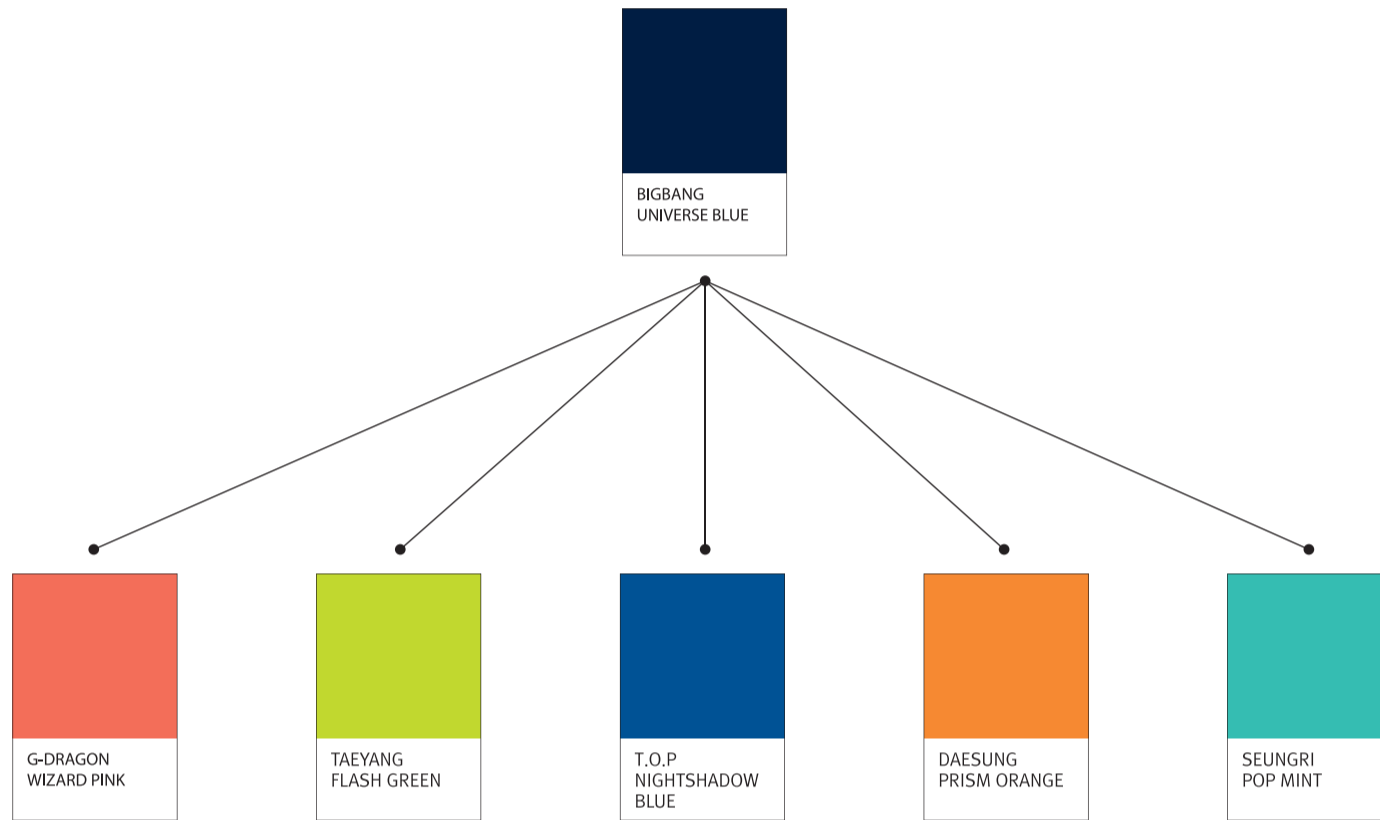 BIGBANG
UNIVERSE BLUE
G-DRAGON
WIZARD PINK
TAEYANG
FLASH GREEN
T.O.P
NIGHTSHADOW
BLUE
DAESUNG
PRISM ORANGE
SEUNGRI
POP MINT